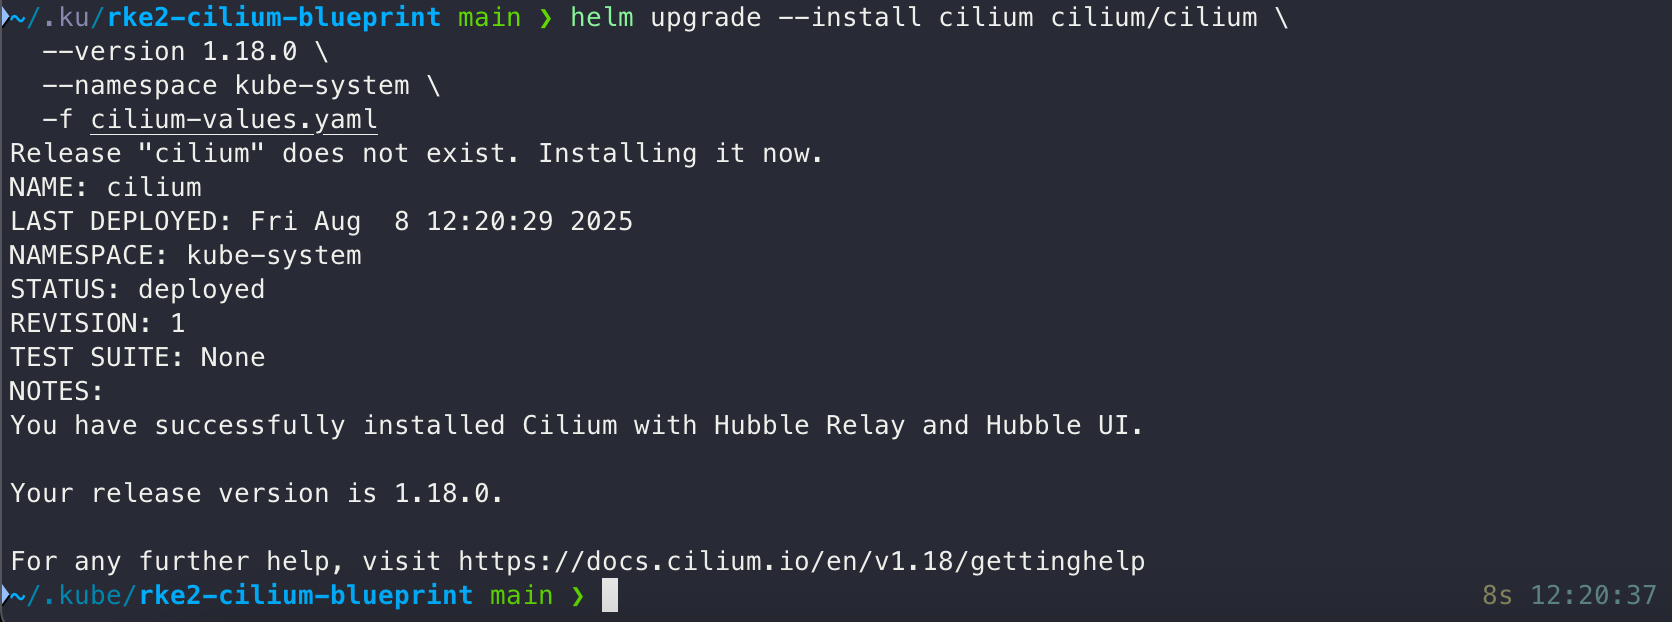 ~/.ku/rke2-cilium-blueprint main ❯ helm upgrade --install cilium cilium/cilium \
  --version 1.18.0 \
  --namespace kube-system \
  -f cilium-values.yaml
Release "cilium" does not exist. Installing it now.
NAME: cilium
LAST DEPLOYED: Fri Aug  8 12:20:29 2025
NAMESPACE: kube-system
STATUS: deployed
REVISION: 1
TEST SUITE: None
NOTES:
You have successfully installed Cilium with Hubble Relay and Hubble UI.

Your release version is 1.18.0.

For any further help, visit https://docs.cilium.io/en/v1.18/gettinghelp
~/.kube/rke2-cilium-blueprint main ❯ 8s 12:20:37